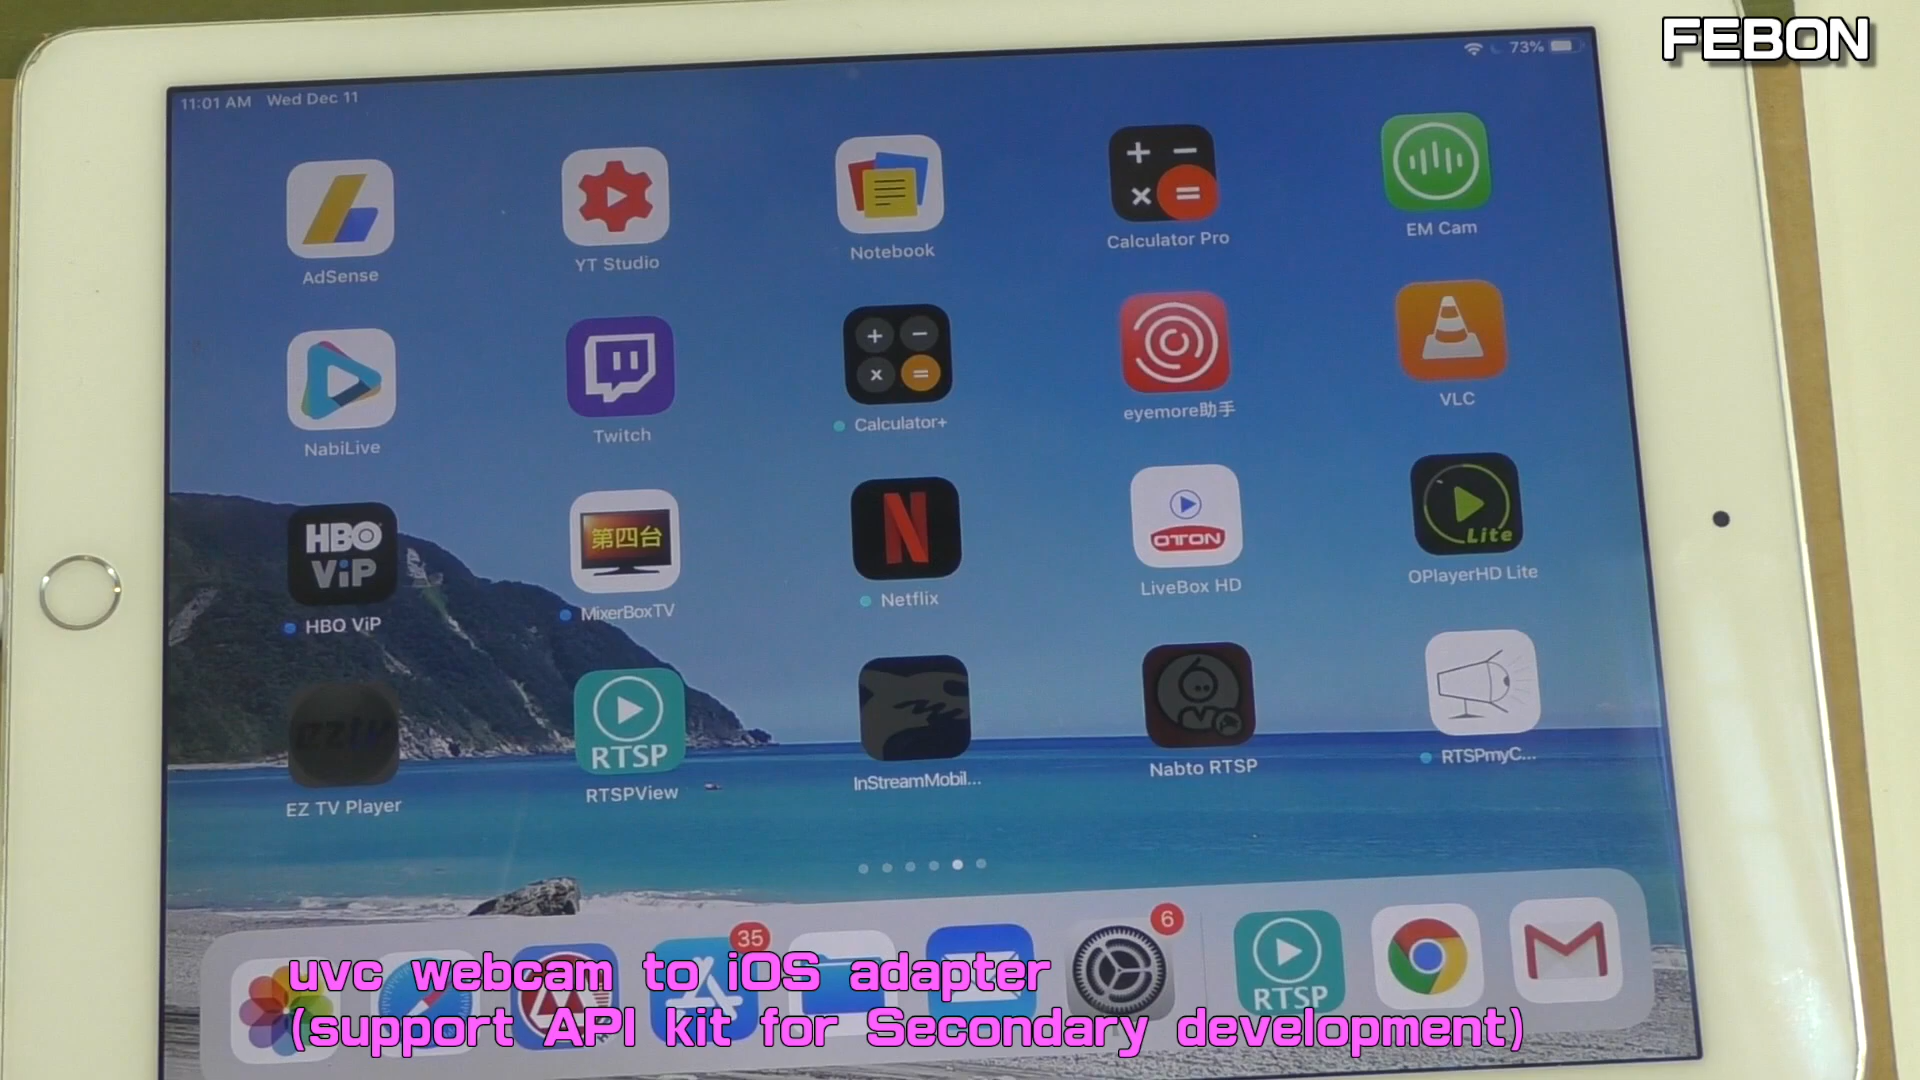 FEBON
11:01 AM Wed Dec 11
73%
AdSense
YT Studio
Notebook
Calculator Pro
EM Cam
NabiLive
Twitch
Calculator+
eyemore助手
VLC
HBO
ViP
第四台
OTON
Lite
HBO ViP
MixerBoxTV
Netflix
LiveBox HD
OPlayerHD Lite
eztv
RTSP
EZ TV Player
RTSPView
InStreamMobil...
Nabto RTSP
RTSPmyC...
35
6
RTSP
uvc webcam to iOS adapter
(support API kit for Secondary development)